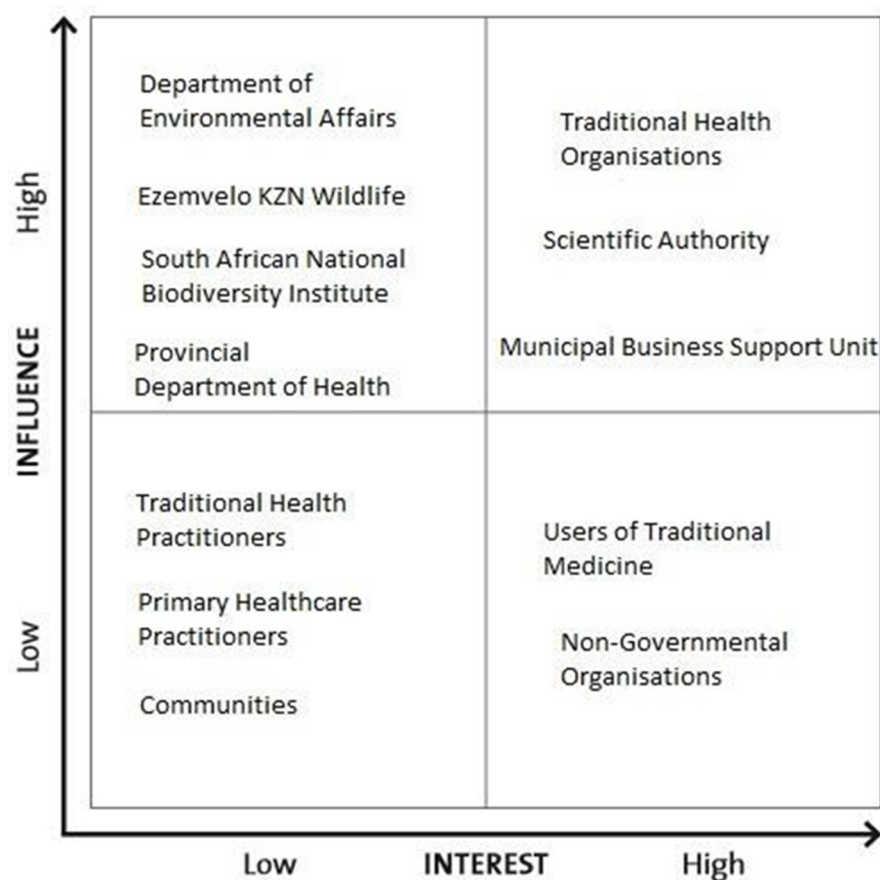 Department of
Environmental Affairs
Ezemvelo KZN Wildlife
South African National
Biodiversity Institute
Provincial
Department of Health
Traditional Health
Organisations
Scientific Authority
Municipal Business Support Unit
Traditional Health
Practitioners
Primary Healthcare
Practitioners
Communities
Users of Traditional
Medicine
Non-Governmental
Organisations
High
INFLUENCE
Low
Low
INTEREST
High